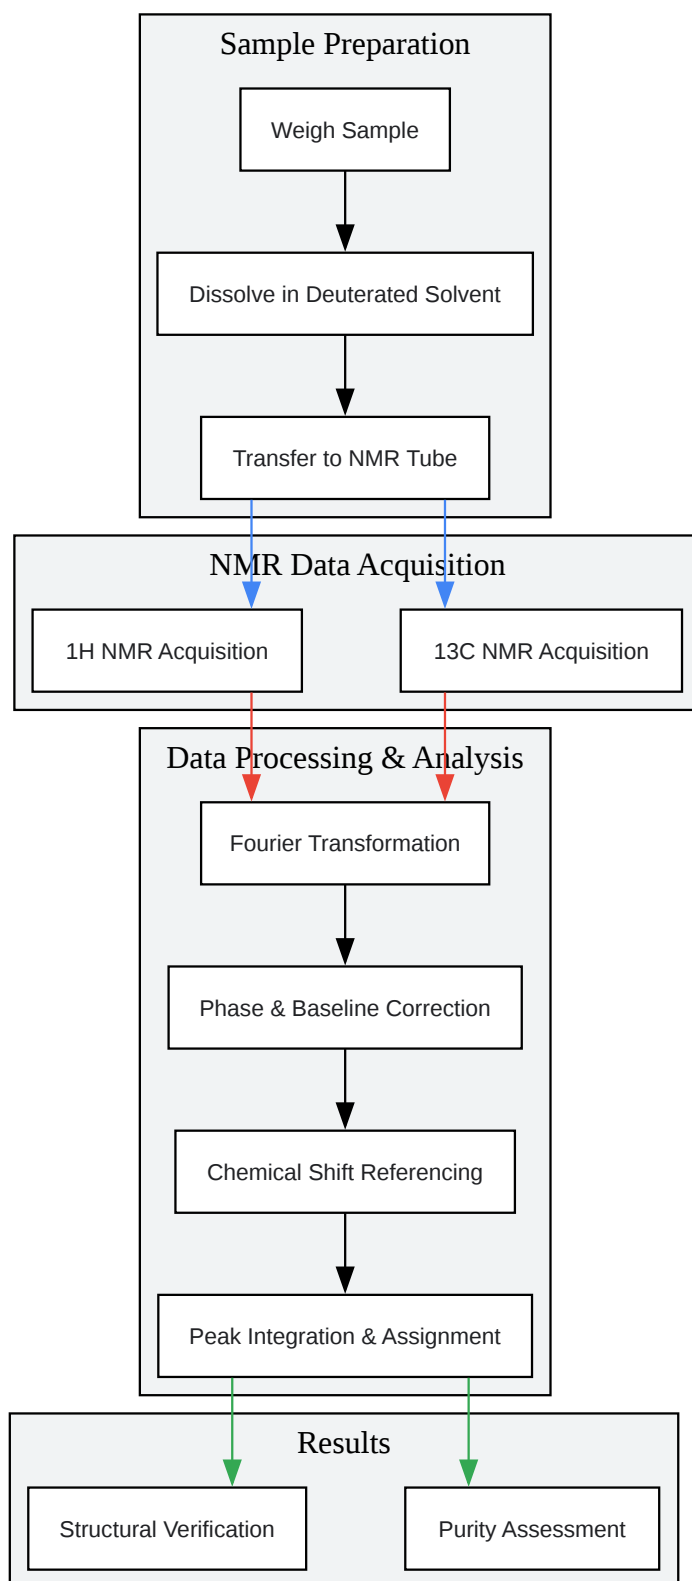 Sample Preparation
Weigh Sample
Dissolve in Deuterated Solvent
Transfer to NMR Tube
NMR Data Acquisition
1H NMR Acquisition
13C NMR Acquisition
Data Processing & Analysis
Fourier Transformation
Phase & Baseline Correction
Chemical Shift Referencing
Peak Integration & Assignment
Results
Structural Verification
Purity Assessment